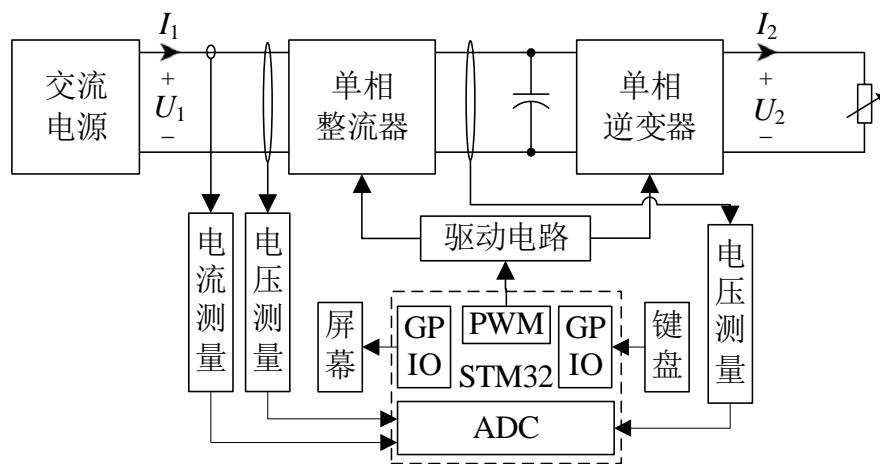 I1
I2
交流
电源
+
U1
−
单相
整流器
单相
逆变器
+
U2
−
电流测量
电压测量
驱动电路
电压测量
屏幕
GP
IO
PWM
GP
IO
键盘
STM32
ADC